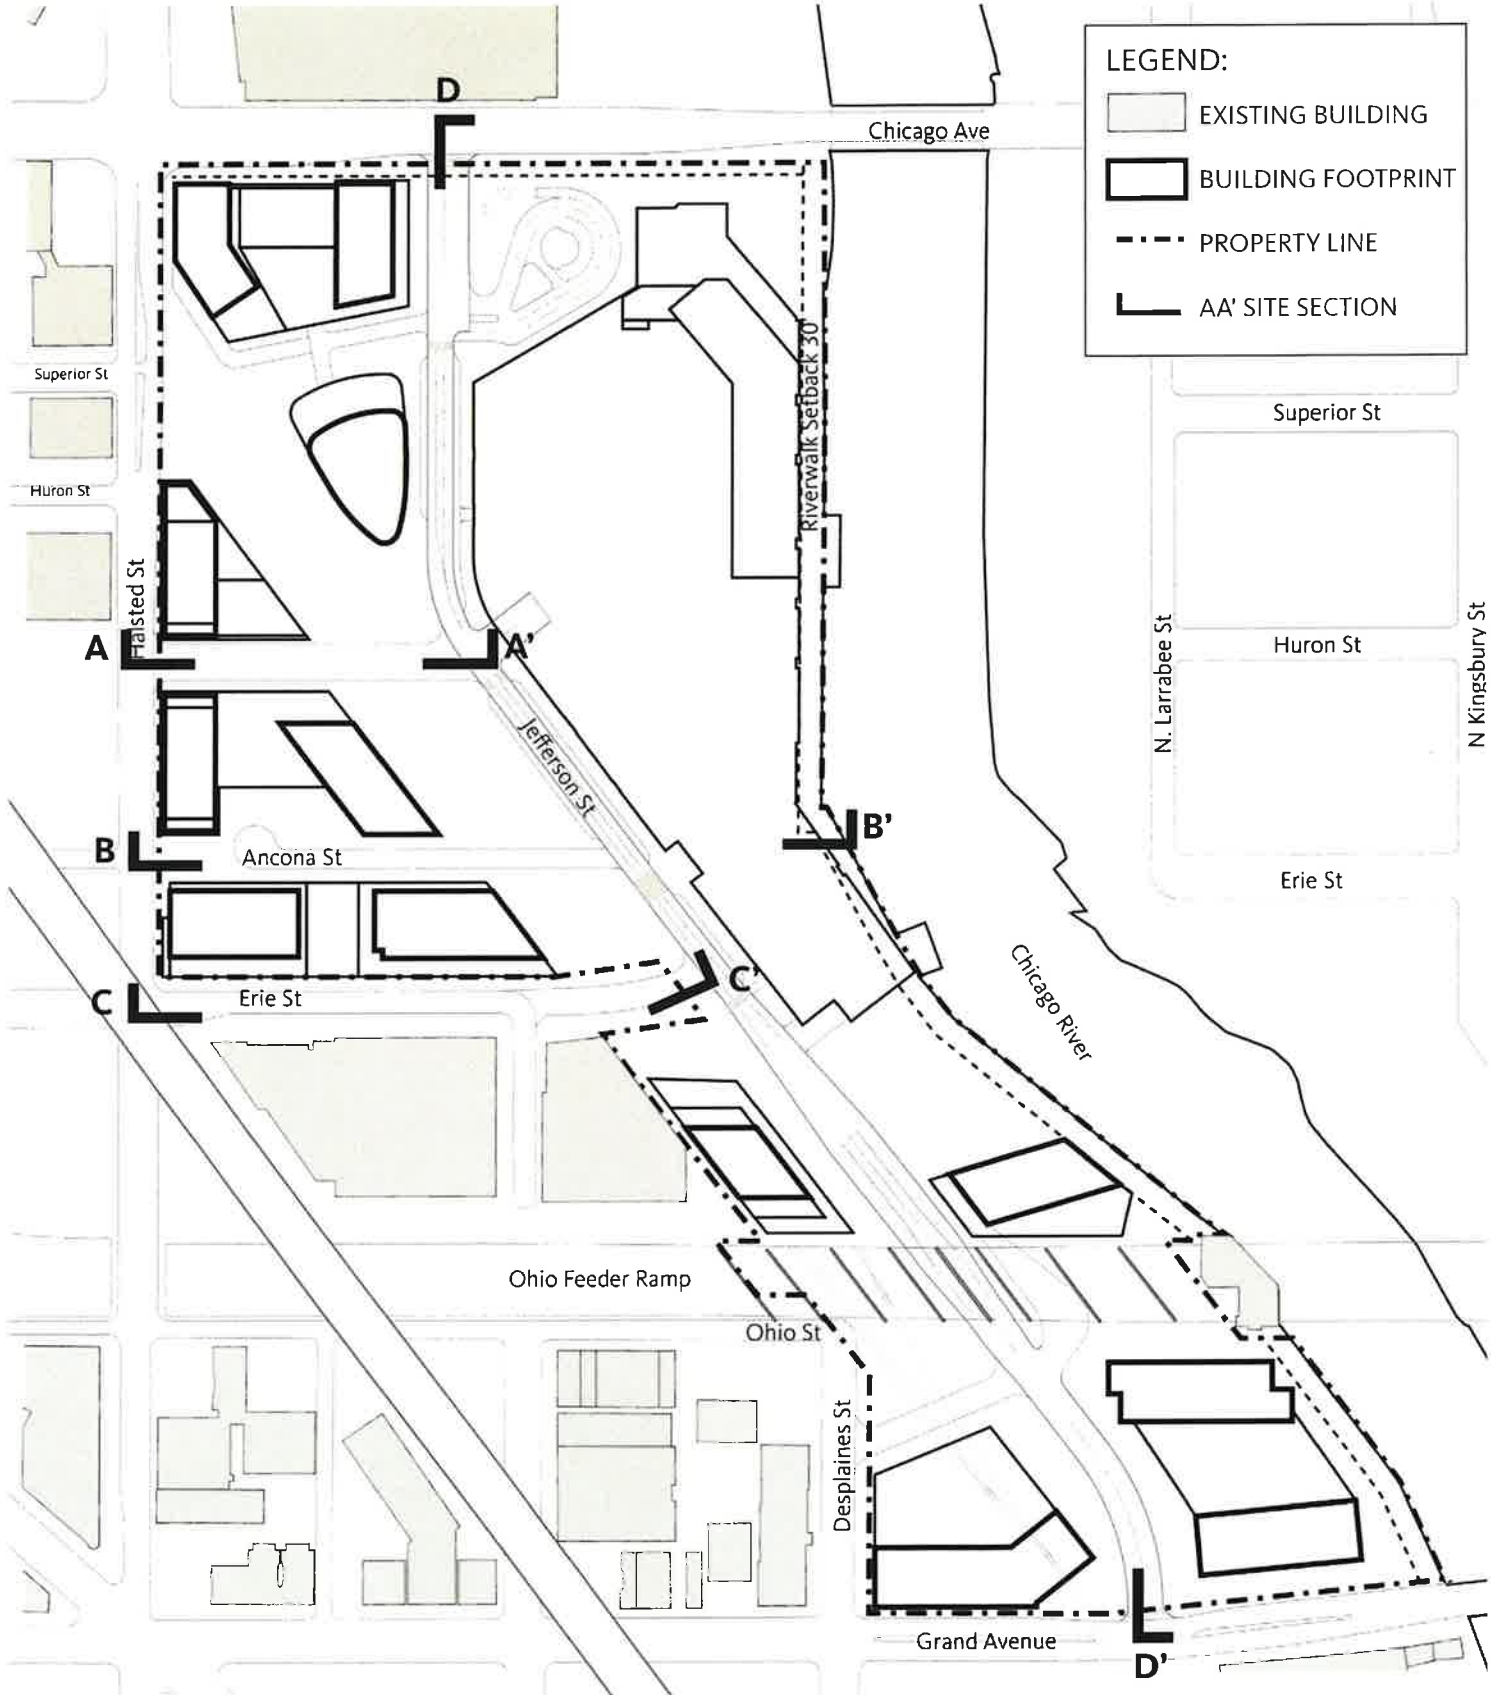 LEGEND:
EXISTING BUILDING
BUILDING FOOTPRINT
PROPERTY LINE
AA' SITE SECTION
D
Chicago Ave
Superior St
Superior St
Huron St
Riverwalk Setback 30'
Halsted St
A
A'
N. Larrabee St
Huron St
N Kingsbury St
Jefferson St
B
B'
Ancona St
Erie St
C
C'
Erie St
Chicago River
Ohio Feeder Ramp
Ohio St
Desplaines St
Grand Avenue
D'